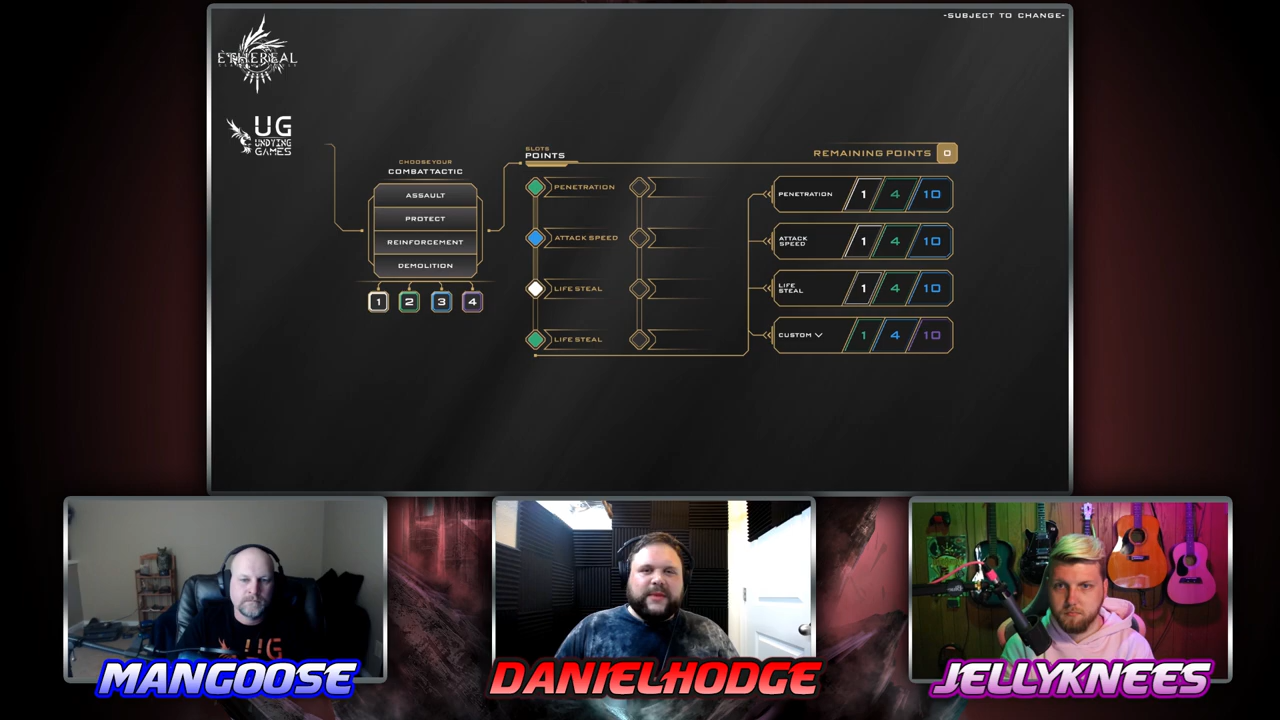 -SUBJECT TO CHANGE-
ETHEREAL
UG
UNDYING
GAMES
CHOOSE YOUR
COMBAT TACTIC
ASSAULT
PROTECT
REINFORCEMENT
DEMOLITION
1 2 3 4
SLOTS
POINTS
PENETRATION
ATTACK SPEED
LIFE STEAL
LIFE STEAL
REMAINING POINTS 0
PENETRATION 1 4 10
ATTACK
SPEED 1 4 10
LIFE
STEAL 1 4 10
CUSTOM 1 4 10
UG
MANGOOSE
DANIELHODGE
JELLYKNEES